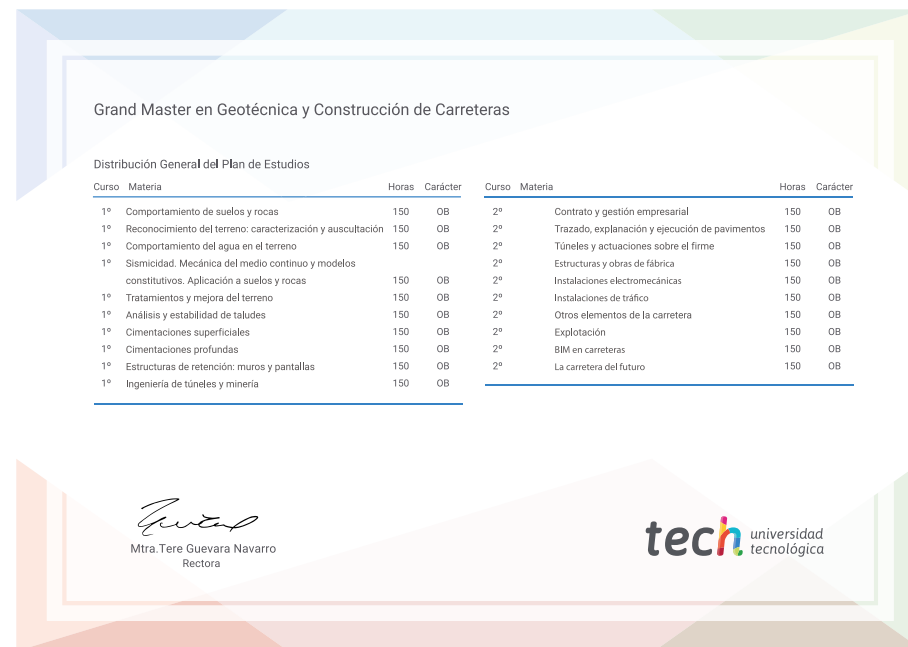 Grand Master en Geotécnica y Construcción de Carreteras
Distribución General del Plan de Estudios
Curso Materia Horas Carácter
1º Comportamiento de suelos y rocas 150 OB
1º Reconocimiento del terreno: caracterización y auscultación 150 OB
1º Comportamiento del agua en el terreno 150 OB
1º Sismicidad. Mecánica del medio continuo y modelos
constitutivos. Aplicación a suelos y rocas 150 OB
1º Tratamientos y mejora del terreno 150 OB
1º Análisis y estabilidad de taludes 150 OB
1º Cimentaciones superficiales 150 OB
1º Cimentaciones profundas 150 OB
1º Estructuras de retención: muros y pantallas 150 OB
1º Ingeniería de túneles y minería 150 OB
Curso Materia Horas Carácter
2º Contrato y gestión empresarial 150 OB
2º Trazado, explanación y ejecución de pavimentos 150 OB
2º Túneles y actuaciones sobre el firme 150 OB
2º Estructuras y obras de fábrica 150 OB
2º Instalaciones electromecánicas 150 OB
2º Instalaciones de tráfico 150 OB
2º Otros elementos de la carretera 150 OB
2º Explotación 150 OB
2º BIM en carreteras 150 OB
2º La carretera del futuro 150 OB
Mtra.Tere Guevara Navarro
Rectora
tech universidad
tecnológica